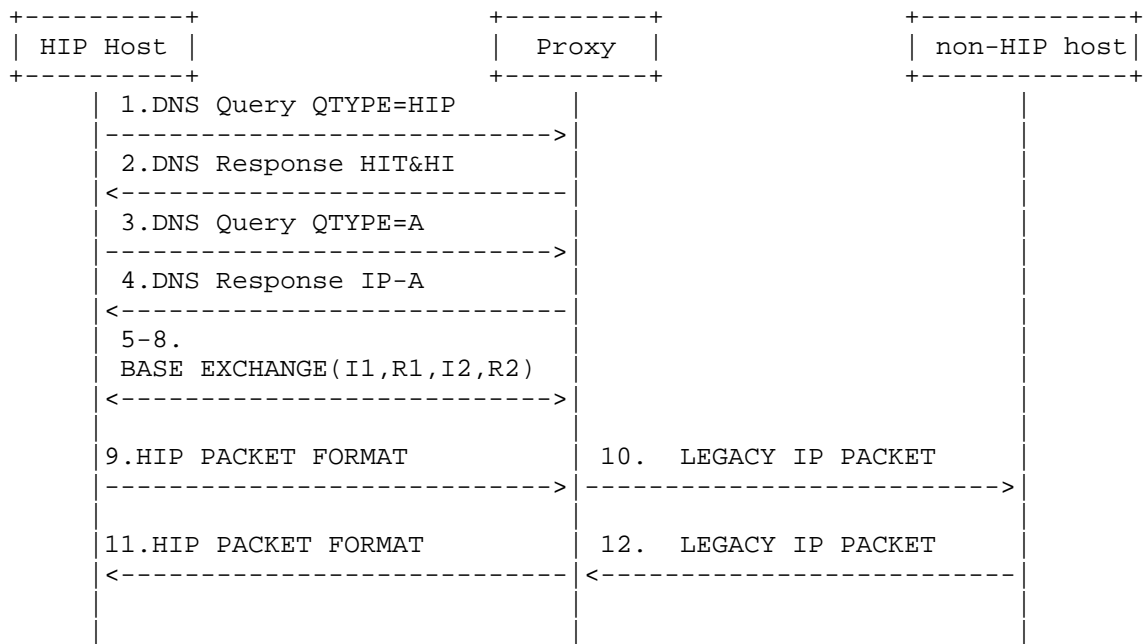 HIP Host Proxy non-HIP host
1.DNS Query QTYPE=HIP
2.DNS Response HIT&HI
3.DNS Query QTYPE=A
4.DNS Response IP-A
5-8.
BASE EXCHANGE(I1,R1,I2,R2)
9.HIP PACKET FORMAT 10. LEGACY IP PACKET
11.HIP PACKET FORMAT 12. LEGACY IP PACKET